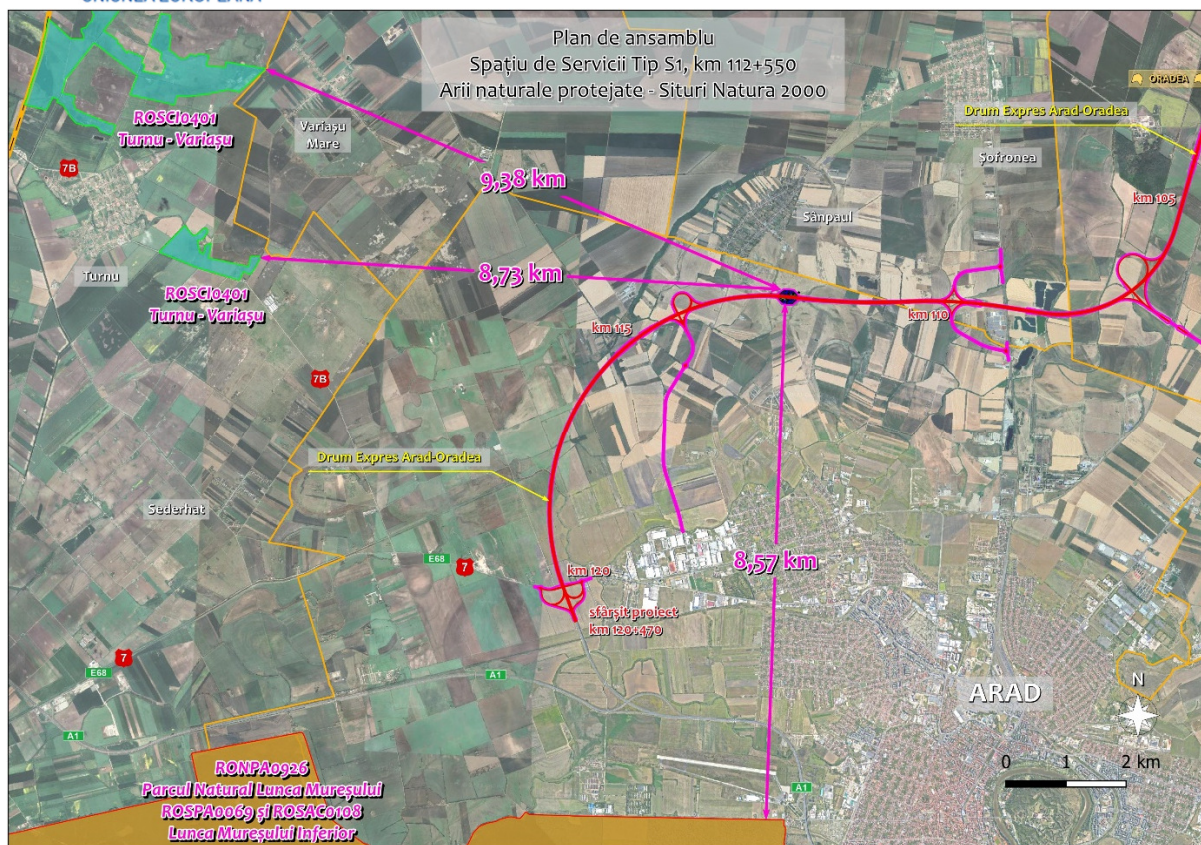 UNIUNEA EUROPEANĂ
Plan de ansamblu
Spațiu de Servicii Tip S1, km 112+550
Arii naturale protejate - Situri Natura 2000
ORADEA
Drum Expres Arad-Oradea
ROSCI0401
Turnu - Variașu
Variașu
Mare
7B
Șofronea
9,38 km
km 105
Sânpaul
Turnu
8,73 km
ROSCI0401
Turnu - Variașu
km 115
km 110
7B
Drum Expres Arad-Oradea
Sederhat
E68
7
km 120
8,57 km
sfârșit proiect
km 120+470
7
E68
A1
ARAD
N
A1
0 1 2 km
RONPA0926
Parcul Natural Lunca Mureșului
ROSPA0069 și ROSAC0108
Lunca Mureșului Inferior
A1